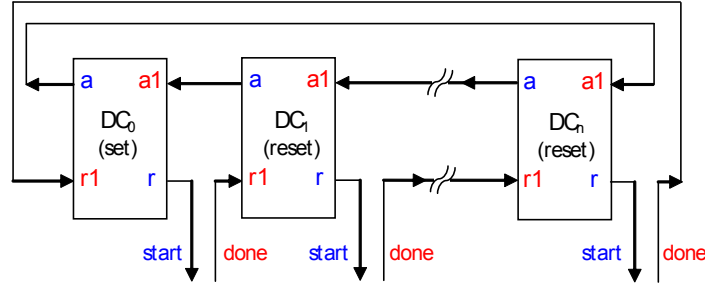 a a1 a a1 a a1
DC₀ DC₁ DCₙ
(set) (reset) (reset)
r1 r r1 r r1 r
start done start done start done